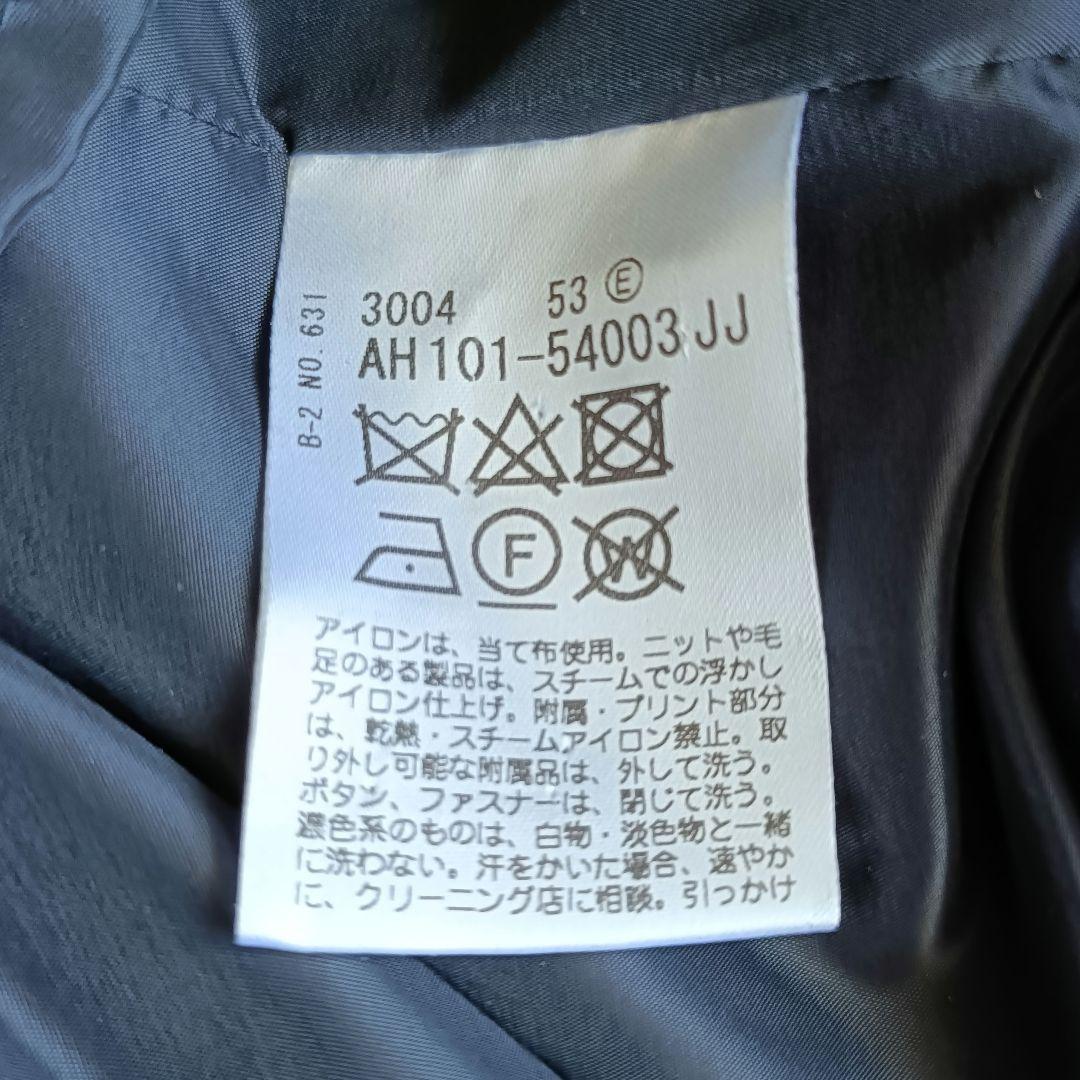 B-2 NO.631
3004 53 Ⓔ
AH101-54003 JJ
F
W
アイロンは、当て布使用。ニットや毛
足のある製品は、スチームでの浮かし
アイロン仕上げ。附属・プリント部分
は、乾熱・スチームアイロン禁止。取
り外し可能な附属品は、外して洗う。
ボタン、ファスナーは、閉じて洗う。
濃色系のものは、白物・淡色物と一緒
に洗わない。汗をかいた場合、速やか
に、クリーニング店に相談。引っかけ